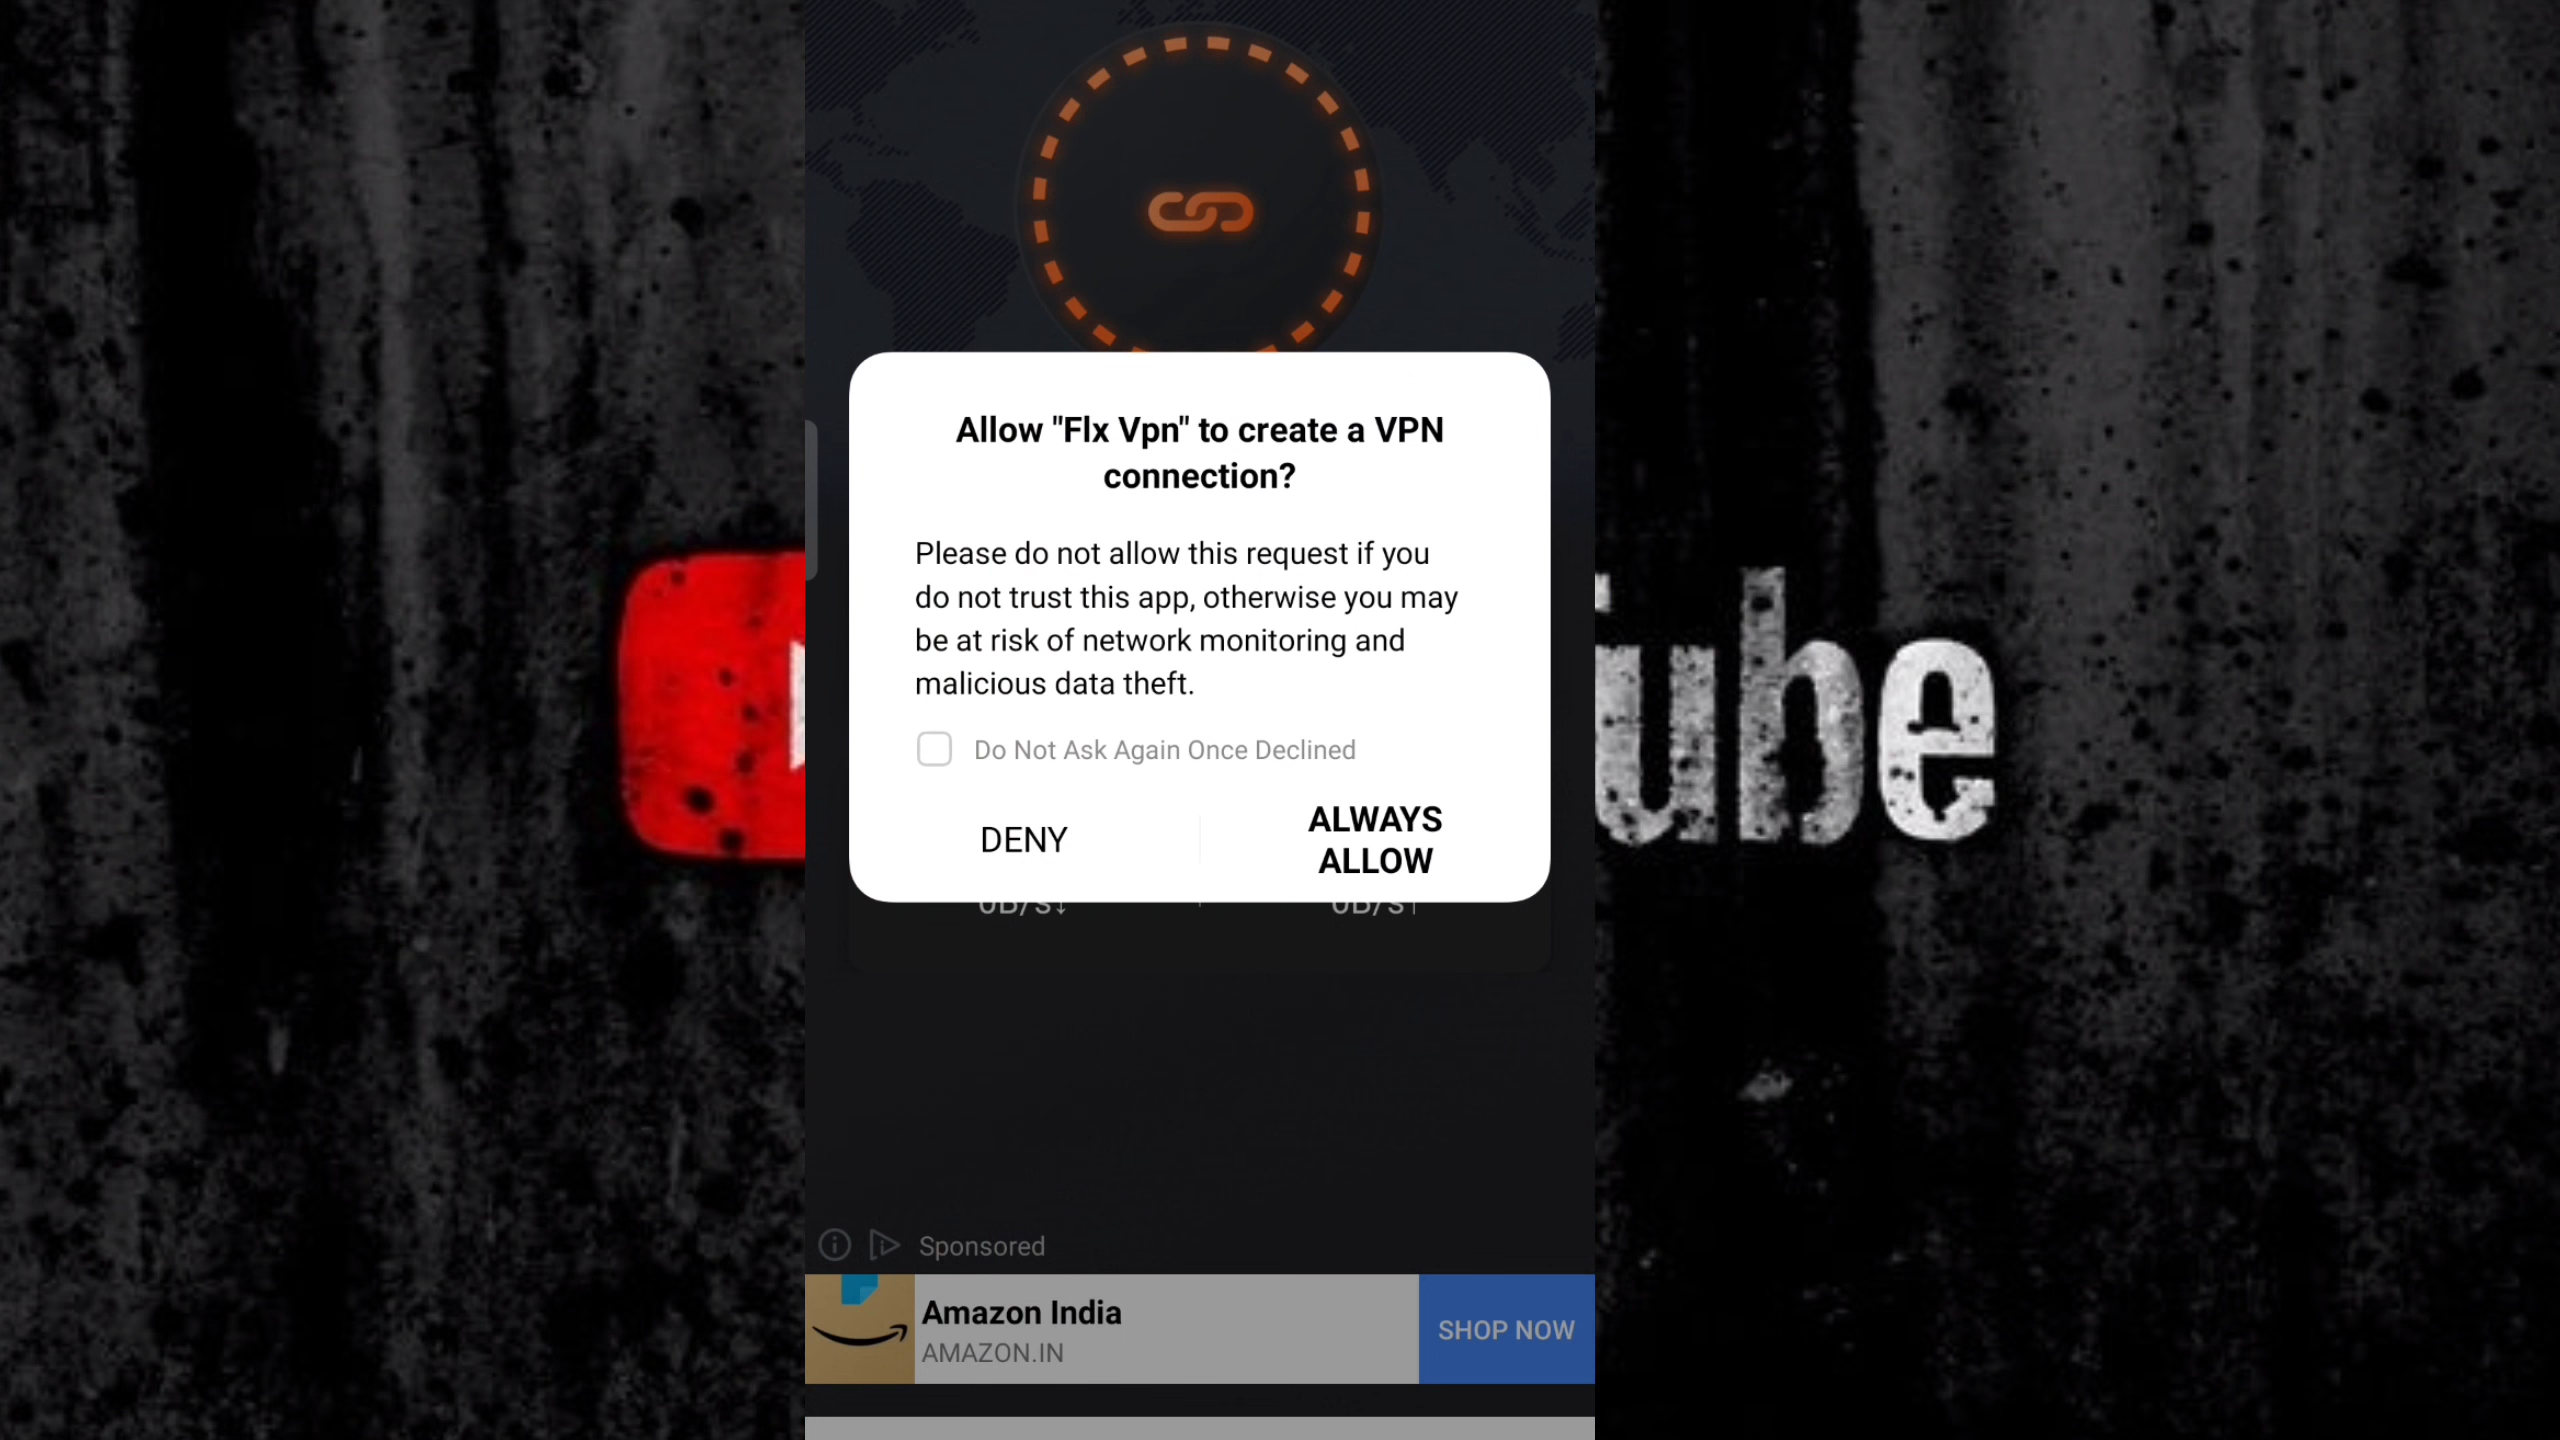 Allow "Flx Vpn" to create a VPN
connection?
Please do not allow this request if you
do not trust this app, otherwise you may
be at risk of network monitoring and
malicious data theft.
Do Not Ask Again Once Declined
DENY
ALWAYS
ALLOW
0B/s↓
0B/s↑
ube
Sponsored
Amazon India
AMAZON.IN
SHOP NOW